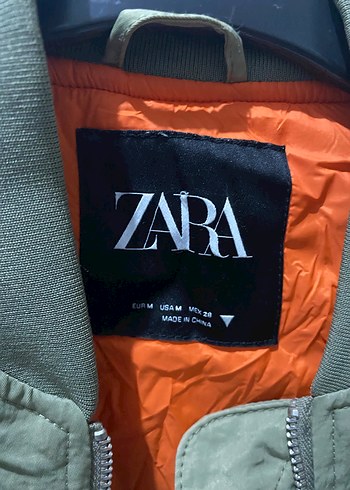 ZARA
EUR M USA M MEX 28
MADE IN CHINA